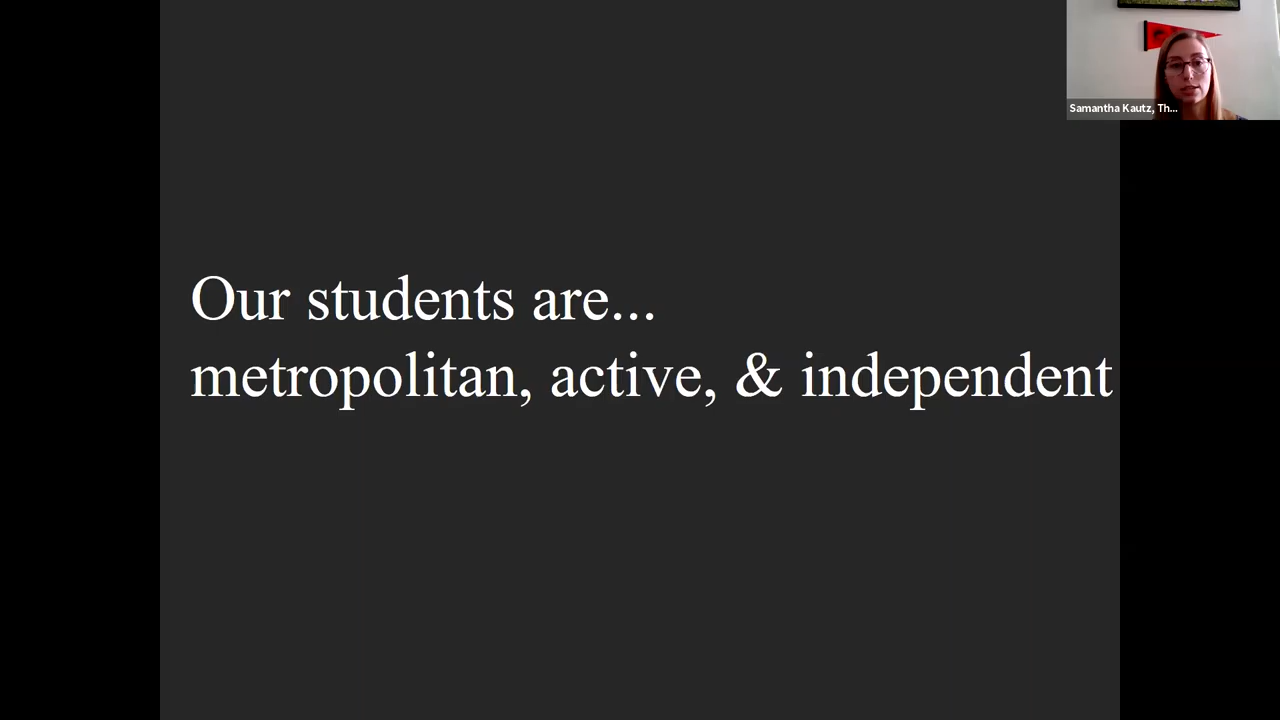 Our students are...
metropolitan, active, & independent
Samantha Kautz, Th...